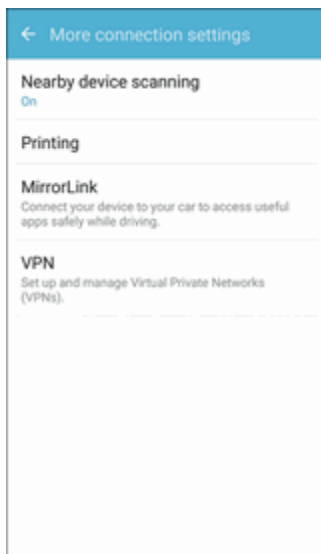 More connection settings
Nearby device scanning
On
Printing
MirrorLink
Connect your device to your car to access useful
apps safely while driving.
VPN
Set up and manage Virtual Private Networks
(VPNs).